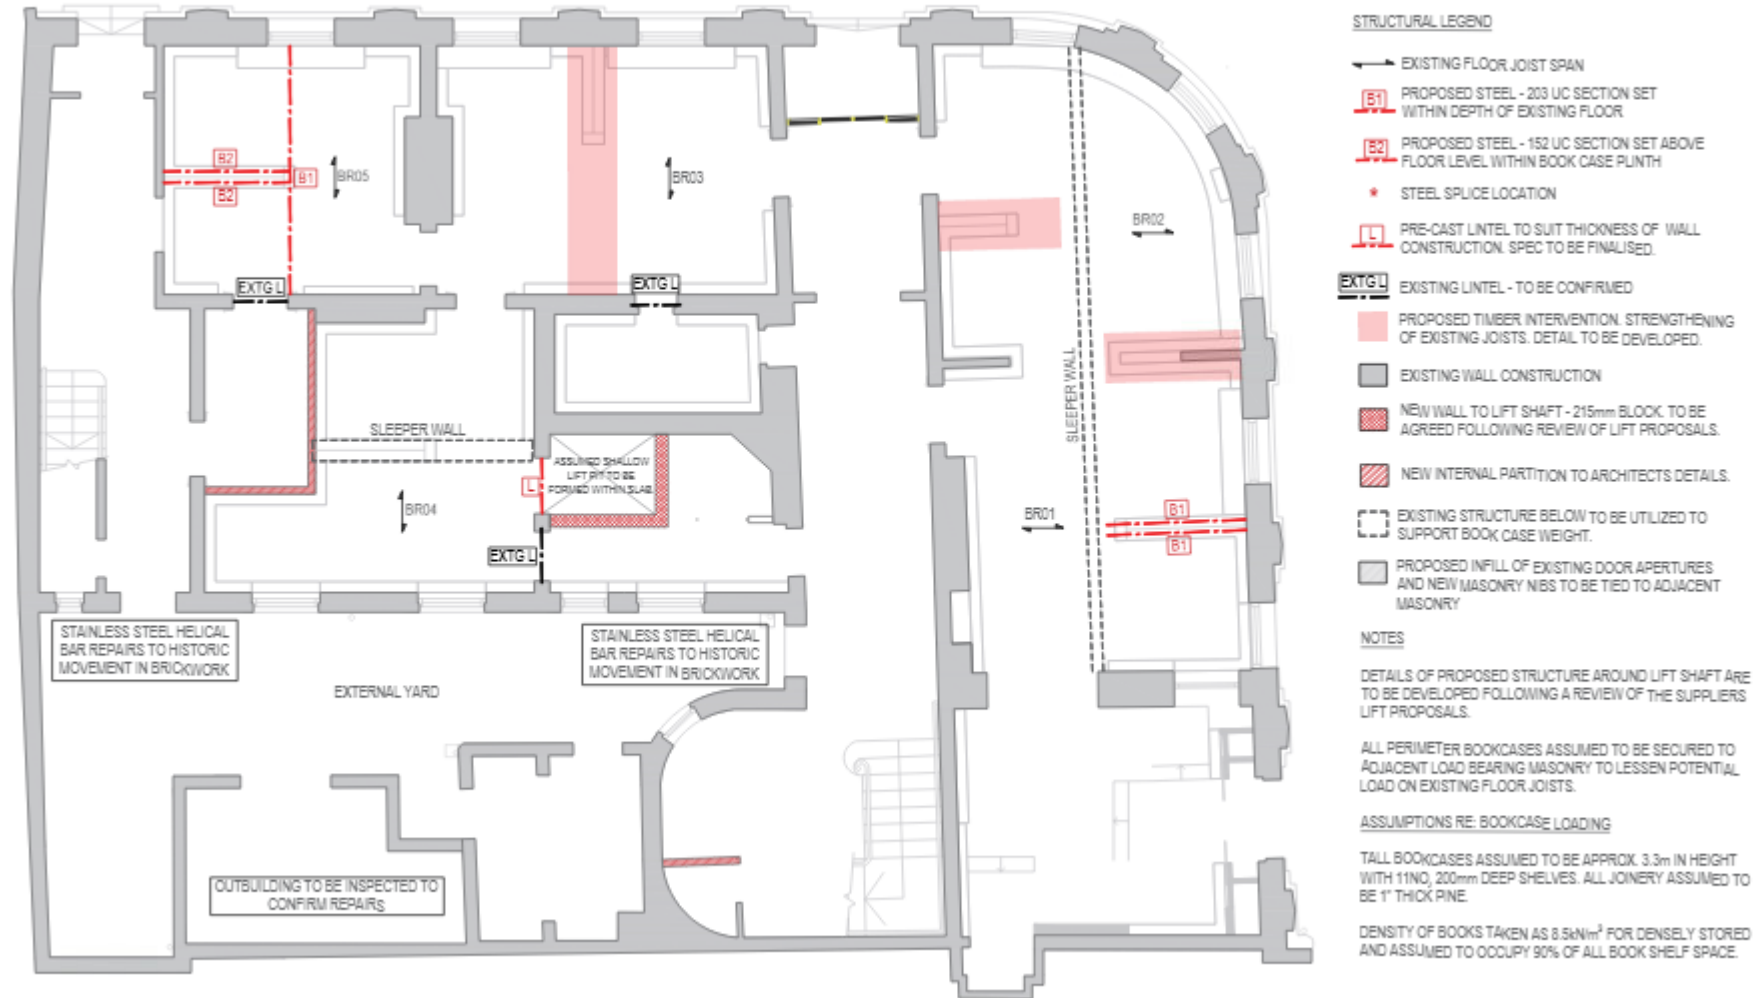 STRUCTURAL LEGEND
EXISTING FLOOR JOIST SPAN
B1
PROPOSED STEEL - 203 UC SECTION SET
WITHIN DEPTH OF EXISTING FLOOR
B2
PROPOSED STEEL - 152 UC SECTION SET ABOVE
FLOOR LEVEL WITHIN BOOK CASE PLINTH
*
STEEL SPLICE LOCATION
L
PRE-CAST LINTEL TO SUIT THICKNESS OF WALL
CONSTRUCTION. SPEC TO BE FINALISED.
EXTG L
EXISTING LINTEL - TO BE CONFIRMED
PROPOSED TIMBER INTERVENTION. STRENGTHENING
OF EXISTING JOISTS. DETAIL TO BE DEVELOPED.
EXISTING WALL CONSTRUCTION
NEW WALL TO LIFT SHAFT - 215mm BLOCK. TO BE
AGREED FOLLOWING REVIEW OF LIFT PROPOSALS.
NEW INTERNAL PARTITION TO ARCHITECTS DETAILS.
EXISTING STRUCTURE BELOW TO BE UTILIZED TO
SUPPORT BOOK CASE WEIGHT.
PROPOSED INFILL OF EXISTING DOOR APERTURES
AND NEW MASONRY NIBS TO BE TIED TO ADJACENT
MASONRY
NOTES
DETAILS OF PROPOSED STRUCTURE AROUND LIFT SHAFT ARE
TO BE DEVELOPED FOLLOWING A REVIEW OF THE SUPPLIERS
LIFT PROPOSALS.
ALL PERIMETER BOOKCASES ASSUMED TO BE SECURED TO
ADJACENT LOAD BEARING MASONRY TO LESSEN POTENTIAL
LOAD ON EXISTING FLOOR JOISTS.
ASSUMPTIONS RE: BOOKCASE LOADING
TALL BOOKCASES ASSUMED TO BE APPROX. 3.3m IN HEIGHT
WITH 11NO, 200mm DEEP SHELVES. ALL JOINERY ASSUMED TO
BE 1" THICK PINE.
DENSITY OF BOOKS TAKEN AS 8.5kN/m³ FOR DENSELY STORED
AND ASSUMED TO OCCUPY 90% OF ALL BOOK SHELF SPACE.
B2
B1
B2
BR05
BR03
BR02
EXTG L
EXTG L
SLEEPER WALL
SLEEPER WALL
ASSUMED SHALLOW
LIFT PIT TO BE
FORMED WITHIN SLAB.
L
BR04
EXTG L
BR01
B1
B1
STAINLESS STEEL HELICAL
BAR REPAIRS TO HISTORIC
MOVEMENT IN BRICKWORK
STAINLESS STEEL HELICAL
BAR REPAIRS TO HISTORIC
MOVEMENT IN BRICKWORK
EXTERNAL YARD
OUTBUILDING TO BE INSPECTED TO
CONFIRM REPAIRS